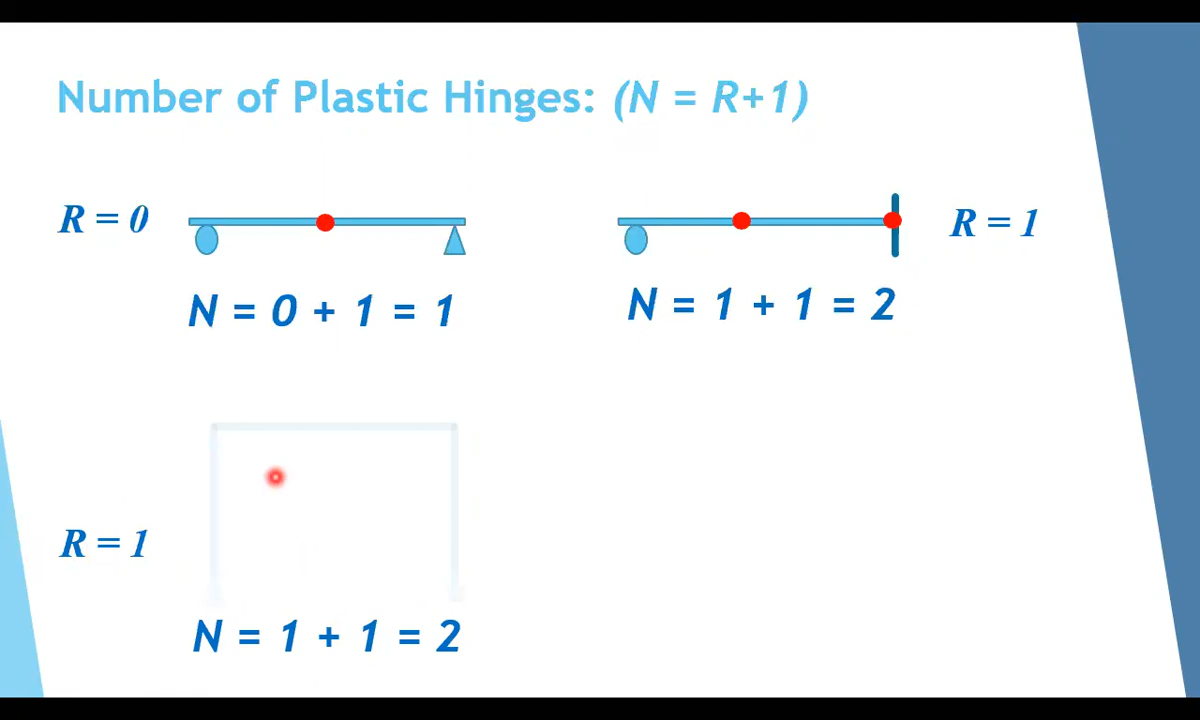 Number of Plastic Hinges: (N = R+1)
R = 0
R = 1
N = 0 + 1 = 1
N = 1 + 1 = 2
R = 1
N = 1 + 1 = 2